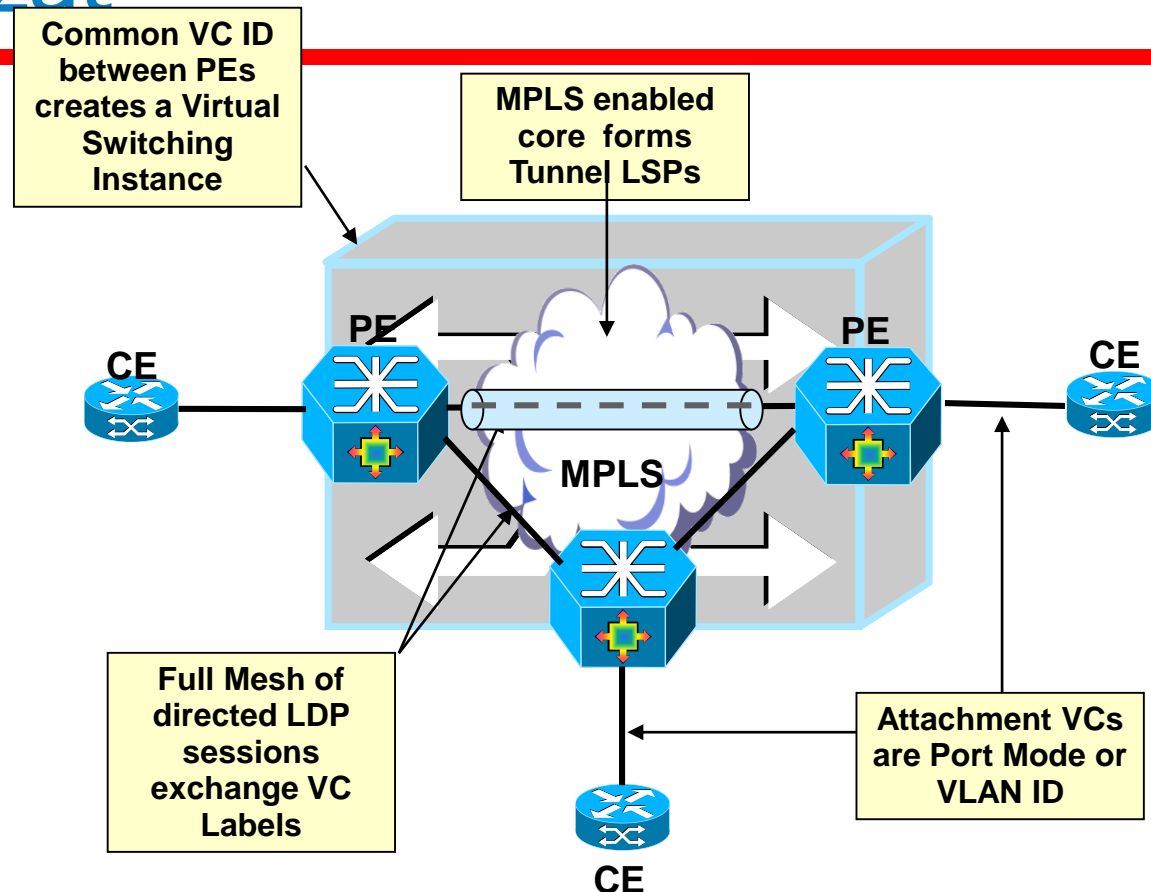 Common VC ID
between PEs
creates a Virtual
Switching
Instance
MPLS enabled
core forms
Tunnel LSPs
PE
PE
CE
CE
MPLS
Full Mesh of
directed LDP
sessions
exchange VC
Labels
Attachment VCs
are Port Mode or
VLAN ID
CE